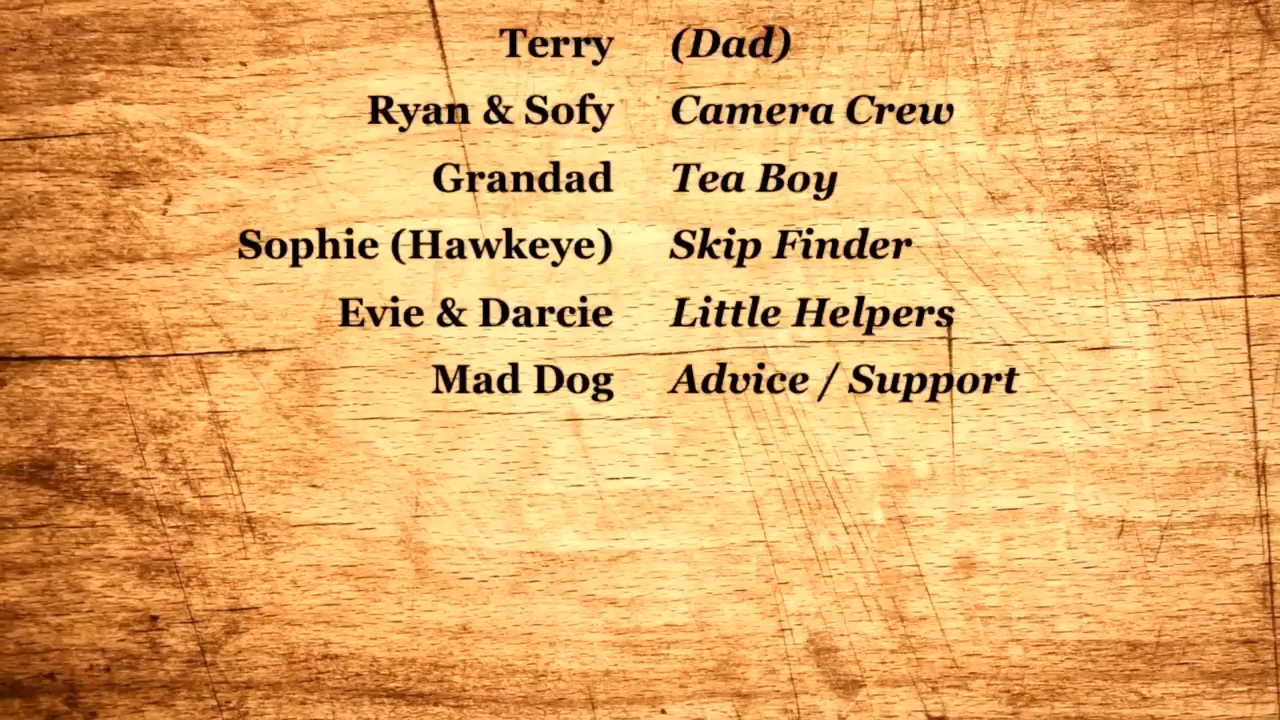 Terry (Dad)
Ryan & Sofy Camera Crew
Grandad Tea Boy
Sophie (Hawkeye) Skip Finder
Evie & Darcie Little Helpers
Mad Dog Advice / Support